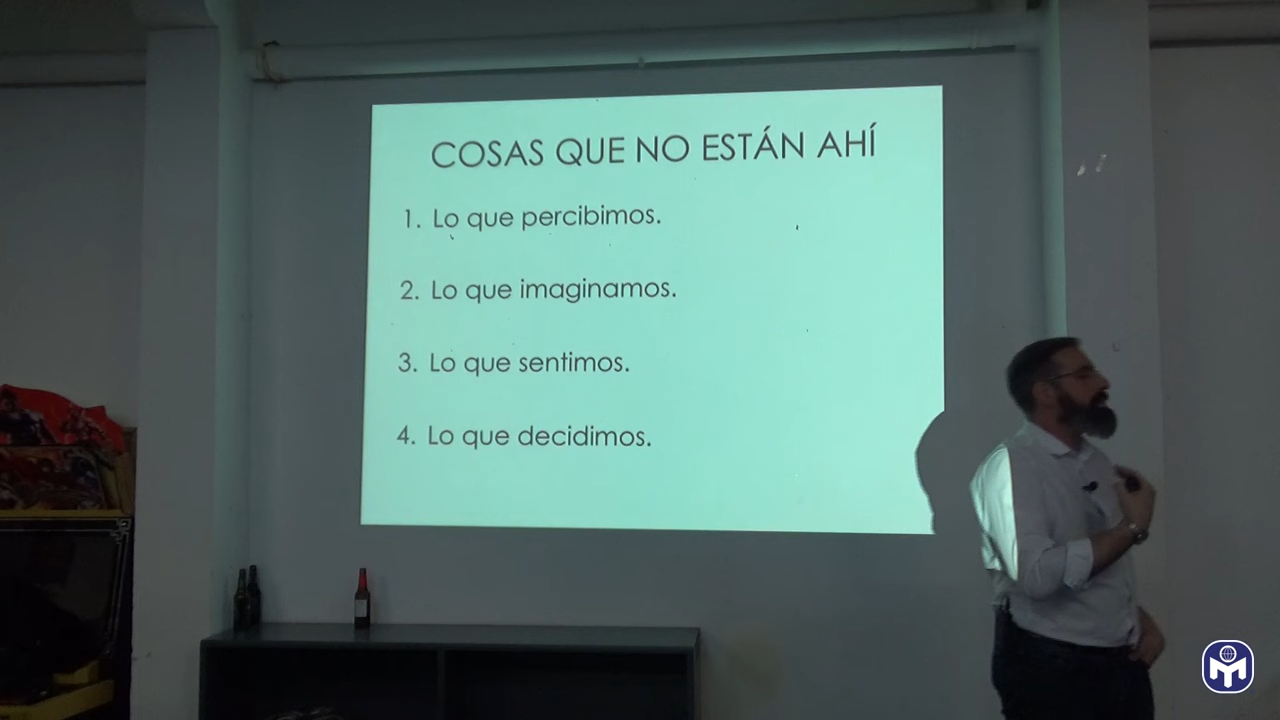 COSAS QUE NO ESTÁN AHÍ
1. Lo que percibimos.
2. Lo que imaginamos.
3. Lo que sentimos.
4. Lo que decidimos.